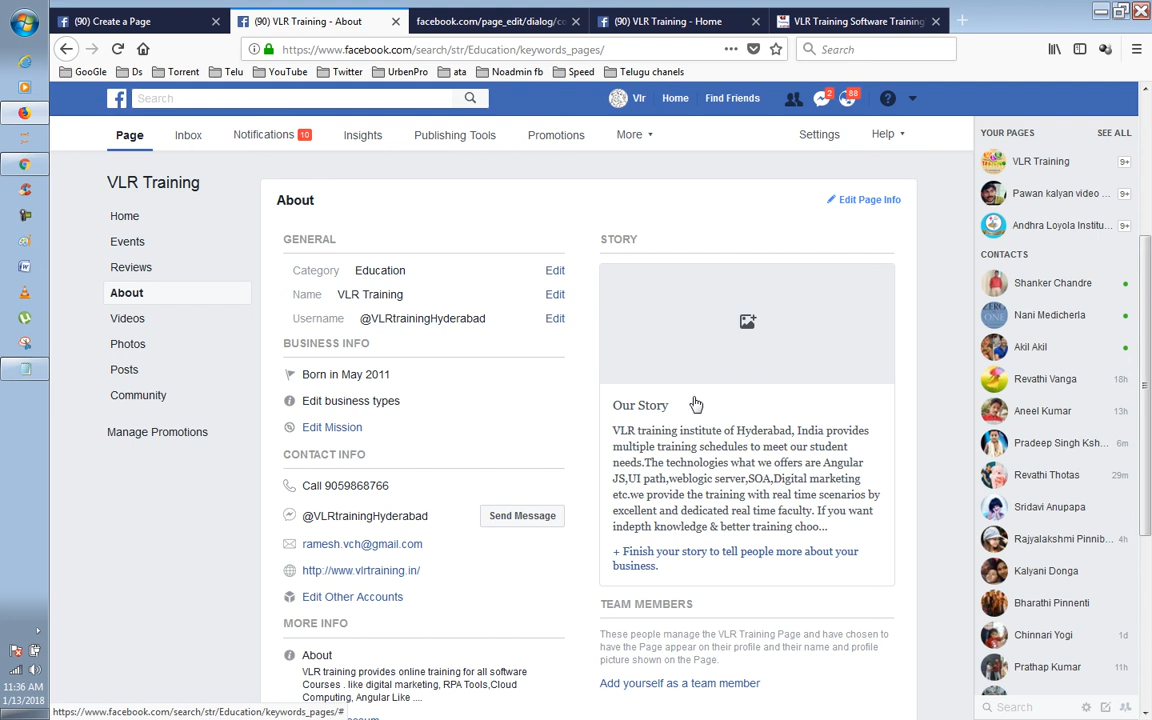 (90) Create a Page
(90) VLR Training - About
facebook.com/page_edit/dialog/co
(90) VLR Training - Home
VLR Training Software Training
https://www.facebook.com/search/str/Education/keywords_pages/
Search
GooGle
Ds
Torrent
Telu
YouTube
Twitter
UrbenPro
ata
Noadmin fb
Speed
Telugu chanels
Search
Vlr
Home
Find Friends
2
88
Page
Inbox
Notifications 10
Insights
Publishing Tools
Promotions
More
Settings
Help
VLR Training
Home
Events
Reviews
About
Videos
Photos
Posts
Community
Manage Promotions
About
Edit Page Info
GENERAL
Category Education Edit
Name VLR Training Edit
Username @VLRtrainingHyderabad Edit
BUSINESS INFO
Born in May 2011
Edit business types
Edit Mission
CONTACT INFO
Call 9059868766
@VLRtrainingHyderabad
Send Message
ramesh.vch@gmail.com
http://www.vlrtraining.in/
Edit Other Accounts
MORE INFO
About
VLR training provides online training for all software
Courses . like digital marketing, RPA Tools,Cloud
Computing, Angular Like ....
STORY
Our Story
VLR training institute of Hyderabad, India provides
multiple training schedules to meet our student
needs.The technologies what we offers are Angular
JS,UI path,weblogic server,SOA,Digital marketing
etc.we provide the training with real time scenarios by
excellent and dedicated real time faculty. If you want
indepth knowledge & better training choo...
+ Finish your story to tell people more about your
business.
TEAM MEMBERS
These people manage the VLR Training Page and have chosen to
have the Page appear on their profile and their name and profile
picture shown on the Page.
Add yourself as a team member
YOUR PAGES SEE ALL
VLR Training 9+
Pawan kalyan video ... 9+
Andhra Loyola Institu... 9+
CONTACTS
Shanker Chandre
Nani Medicherla
Akil Akil
Revathi Vanga 18h
Aneel Kumar 13h
Pradeep Singh Ksh... 6m
Revathi Thotas 29m
Sridavi Anupapa
Rajyalakshmi Pinnib... 4h
Kalyani Donga
Bharathi Pinnenti
Chinnari Yogi 1d
Prathap Kumar 11h
Search
11:36 AM
1/13/2018
https://www.facebook.com/search/str/Education/keywords_pages/#